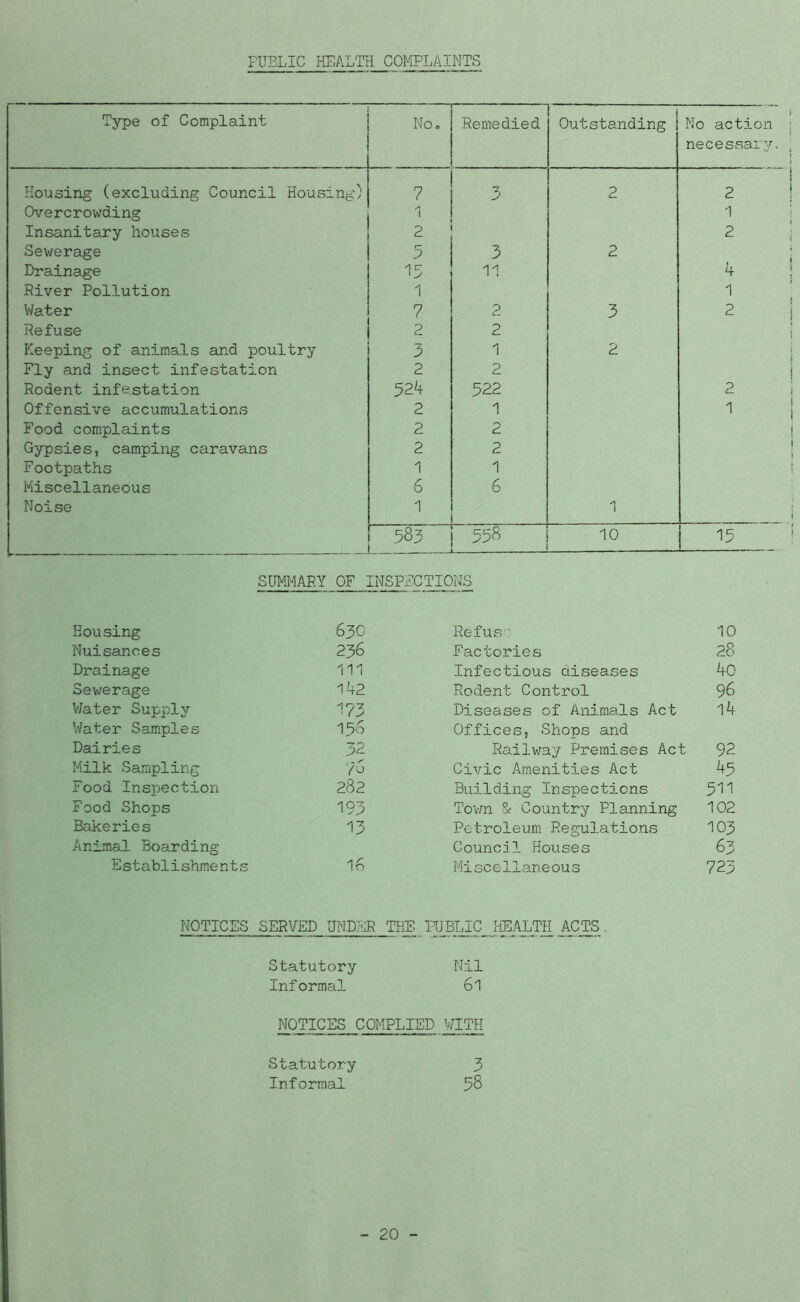 PUBLIC HEALTH COMPLAINTS
Type of Complaint No. Remedied Outstanding No action necessary.
Housing (excluding Council Housing) 7 3 2 2
Overcrowding 1 1
Insanitary houses 2 2
Sewerage 5 3 2
Drainage 15 11 4
River Pollution 1 1
Water 7 2 3 2
Refuse 2 2
Keeping of animals and poultry 3 1 2
Fly and insect infestation 2 2
Rodent infestation 524 522 2
Offensive accumulations 2 1 1
Food complaints 2 2
Gypsies, camping caravans 2 2
Footpaths 1 1
Miscellaneous 6 6
Noise 1 1
583 558 10 15
SUMMARY OF INSPECTIONS
Housing 630 Refuse 10
Nuisances 236 Factories 28
Drainage 111 Infectious diseases 40
Sewerage 142 Rodent Control 96
Water Supply 173 Diseases of Animals Act 14
Water Samples 156 Offices, Shops and
Dairies 32 Railway Premises Act 92
Milk Sampling 76 Civic Amenities Act 45
Food Inspection 282 Building Inspections 511
Food Shops 193 Town & Country Planning 102
Bakeries 13 Petroleum Regulations 103
Animal Boarding Council Houses 63
Establishments 16 Miscellaneous 723
NOTICES SERVED UNDER THE PUBLIC HEALTH ACTS.
Statutory Nil
Informal 61
NOTICES COMPLIED WITH
Statutory 3
Informal 58
- 20 -